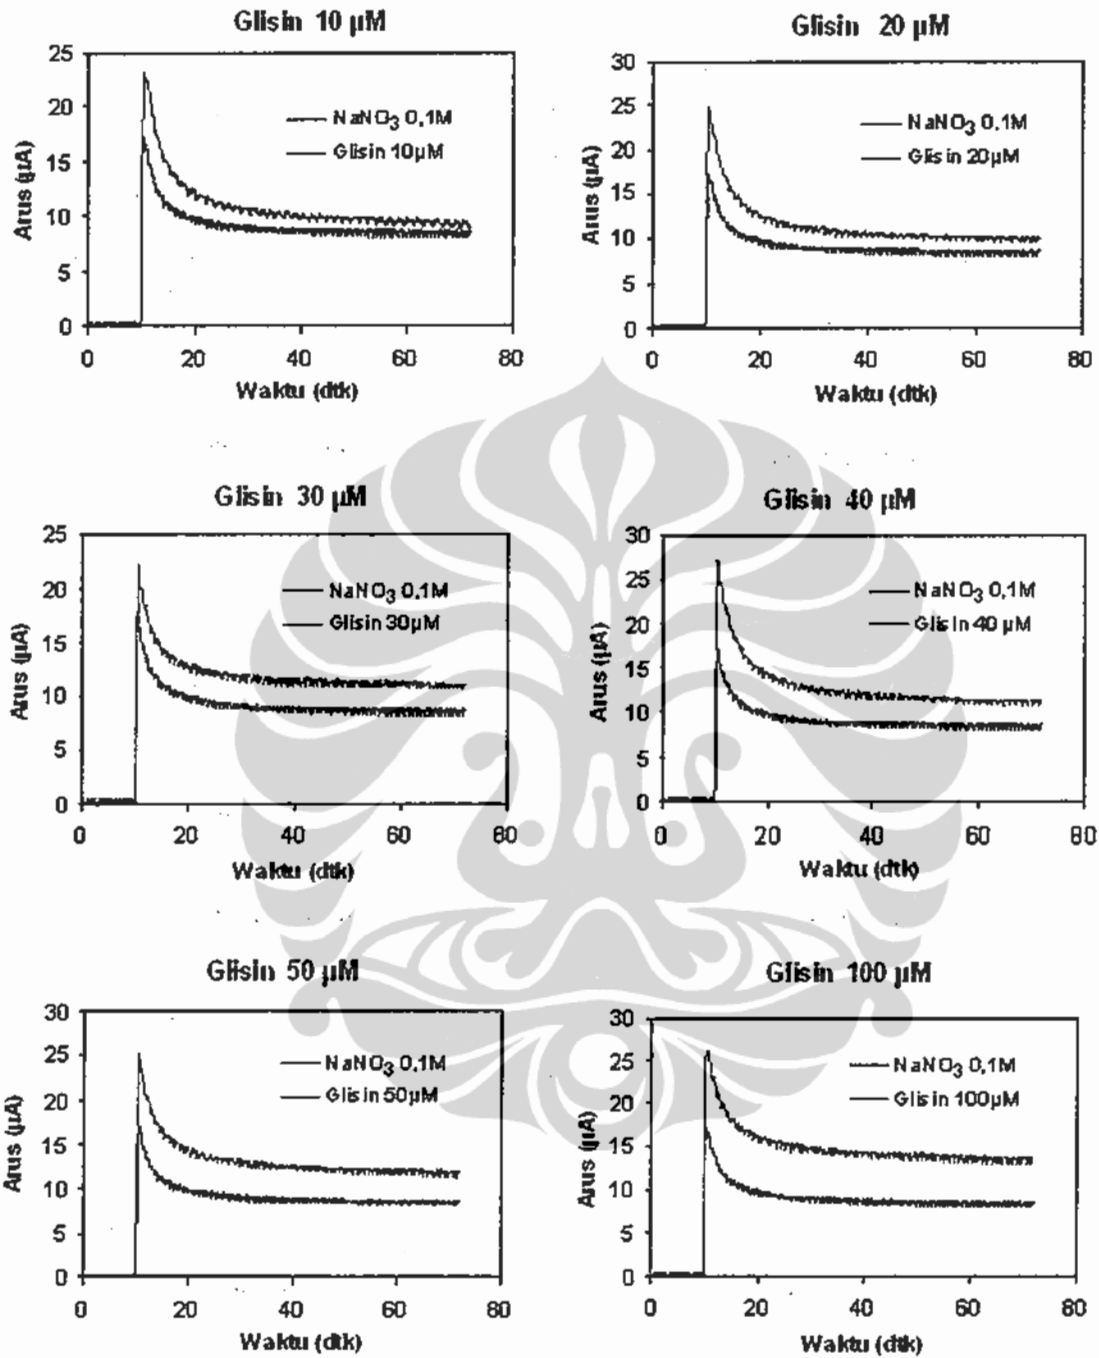 Glisin 10 µM
25
20
15
10
5
0
0 20 40 60 80
Arus (µA)
Waktu (dtk)
NaNO3 0,1M
Glisin 10µM
Glisin 20 µM
30
25
20
15
10
5
0
0 20 40 60 80
Arus (µA)
Waktu (dtk)
NaNO3 0,1M
Glisin 20µM
Glisin 30 µM
25
20
15
10
5
0
0 20 40 60 80
Arus (µA)
Waktu (dtk)
NaNO3 0,1M
Glisin 30µM
Glisin 40 µM
30
25
20
15
10
5
0
0 20 40 60 80
Arus (µA)
Waktu (dtk)
NaNO3 0,1M
Glisin 40 µM
Glisin 50 µM
30
25
20
15
10
5
0
0 20 40 60 80
Arus (µA)
Waktu (dtk)
NaNO3 0,1M
Glisin 50µM
Glisin 100 µM
30
25
20
15
10
5
0
0 20 40 60 80
Arus (µA)
Waktu (dtk)
NaNO3 0,1M
Glisin 100µM